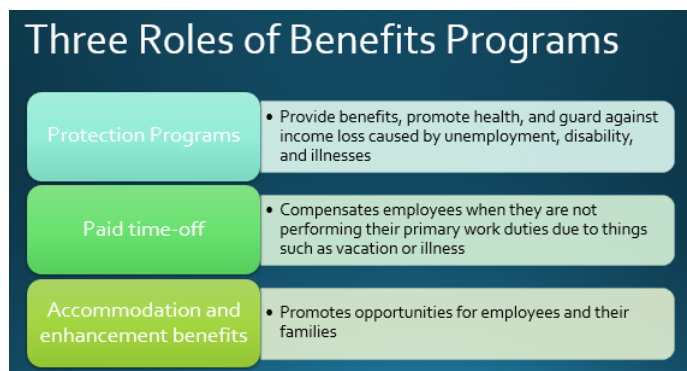 Three Roles of Benefits Programs
Protection Programs
• Provide benefits, promote health, and guard against
income loss caused by unemployment, disability,
and illnesses
Paid time-off
• Compensates employees when they are not
performing their primary work duties due to things
such as vacation or illness
Accommodation and
enhancement benefits
• Promotes opportunities for employees and their
families